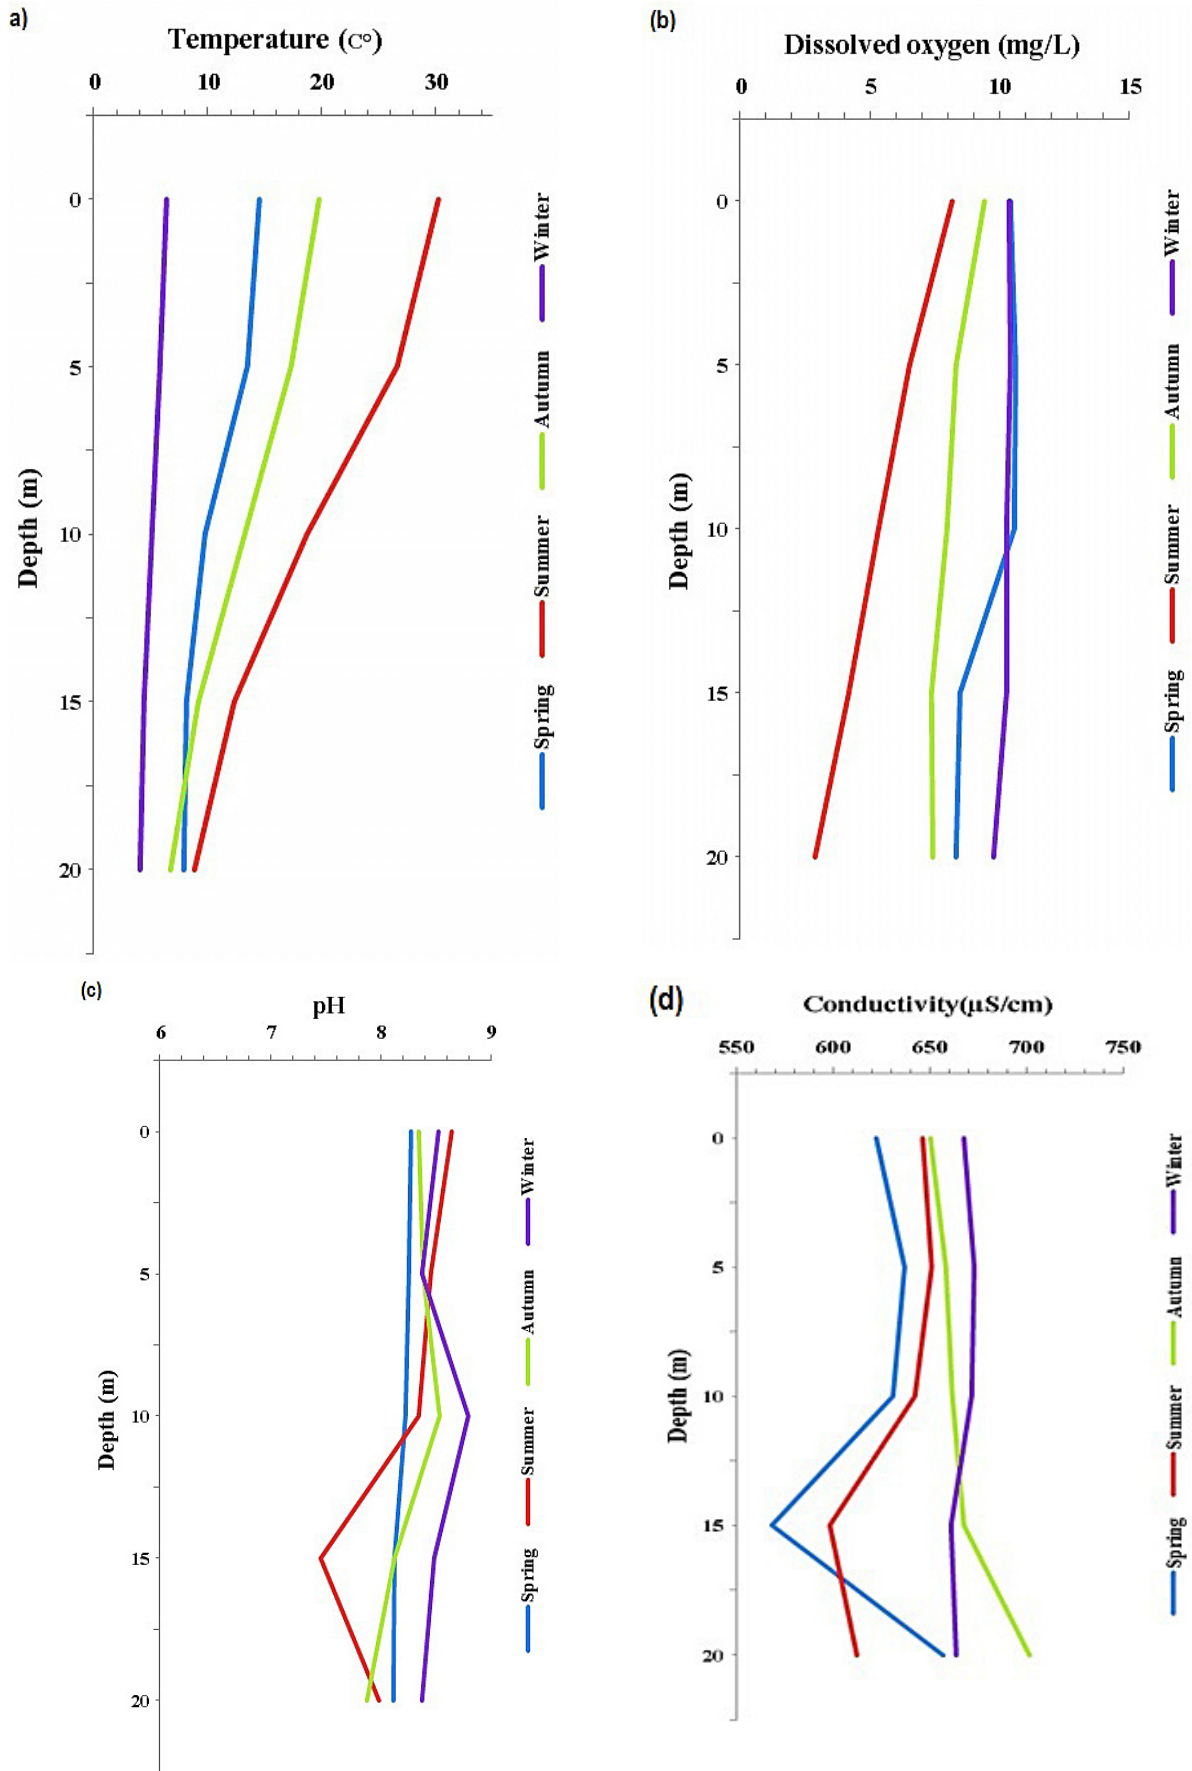 a)
Temperature (C°)
0 10 20 30
0
5
10
15
20
Depth (m)
Winter
Autumn
Summer
Spring
(b)
Dissolved oxygen (mg/L)
0 5 10 15
0
5
10
15
20
Depth (m)
Winter
Autumn
Summer
Spring
(c)
pH
6 7 8 9
0
5
10
15
20
Depth (m)
Winter
Autumn
Summer
Spring
(d)
Conductivity(µS/cm)
550 600 650 700 750
0
5
10
15
20
Depth (m)
Winter
Autumn
Summer
Spring